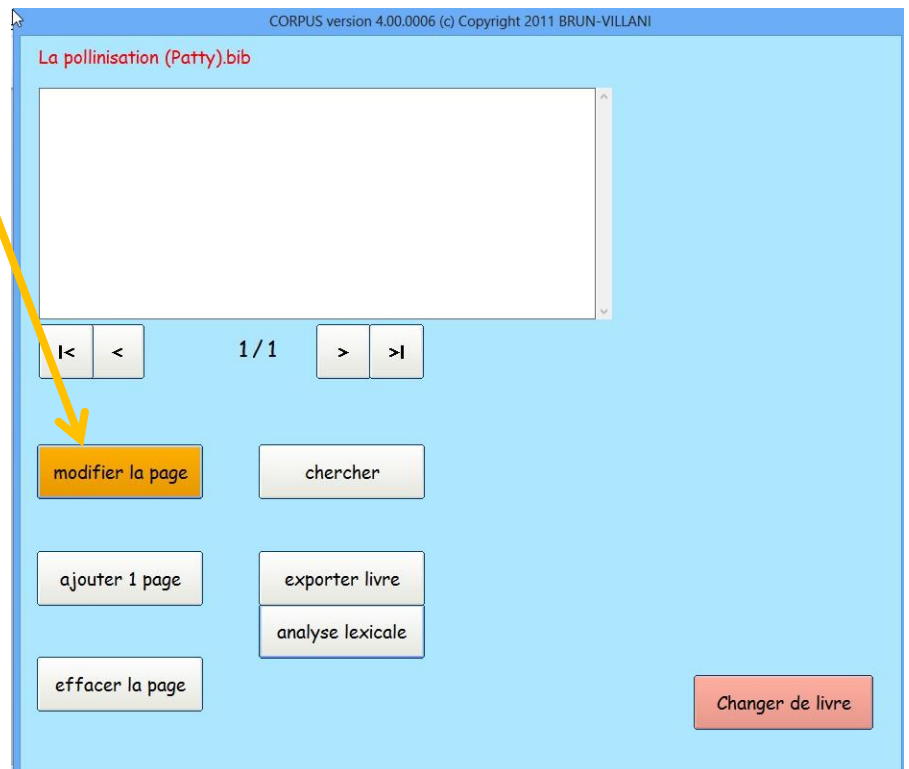 CORPUS version 4.00.0006 (c) Copyright 2011 BRUN-VILLANI
La pollinisation (Patty).bib
|< < 1/1 > >|
modifier la page chercher
ajouter 1 page exporter livre
analyse lexicale
effacer la page
Changer de livre